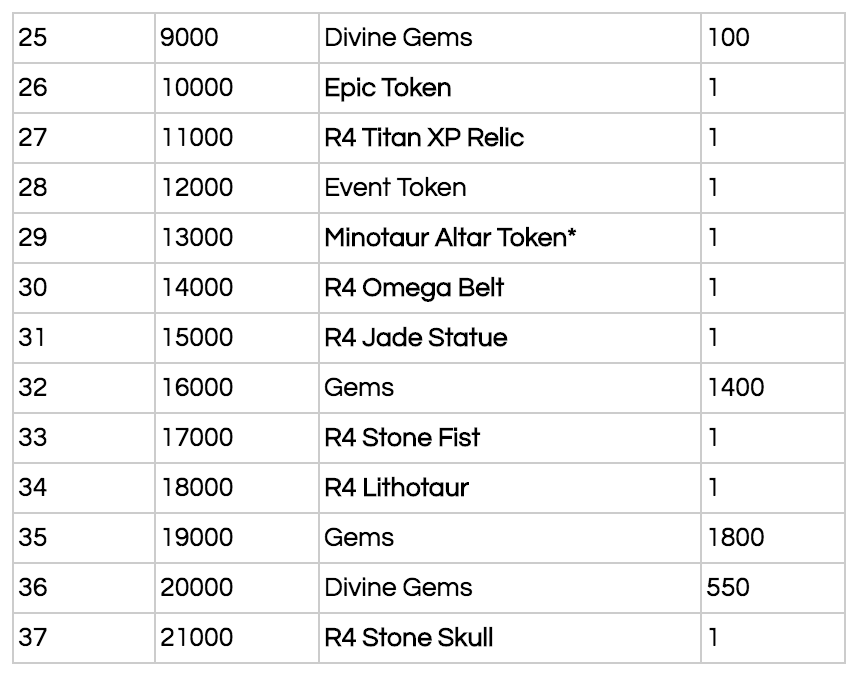 25 9000 Divine Gems 100
26 10000 Epic Token 1
27 11000 R4 Titan XP Relic 1
28 12000 Event Token 1
29 13000 Minotaur Altar Token* 1
30 14000 R4 Omega Belt 1
31 15000 R4 Jade Statue 1
32 16000 Gems 1400
33 17000 R4 Stone Fist 1
34 18000 R4 Lithotaur 1
35 19000 Gems 1800
36 20000 Divine Gems 550
37 21000 R4 Stone Skull 1